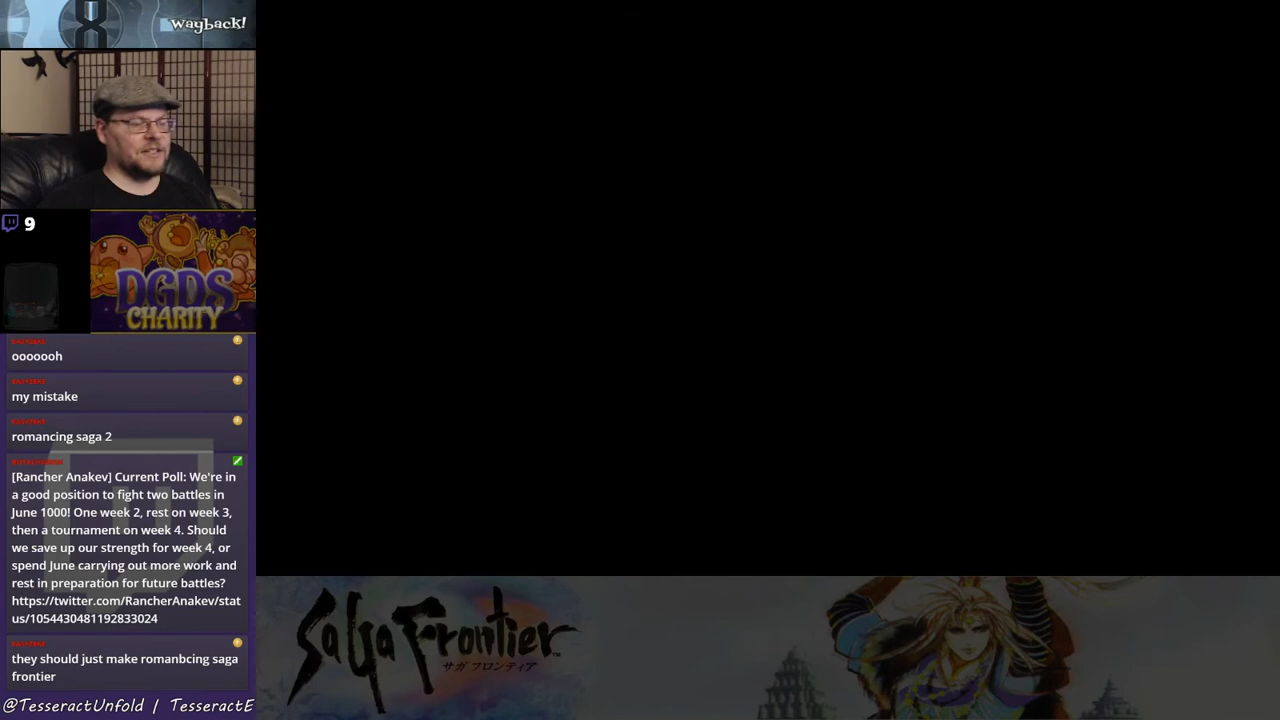 wayback!
9
DGDS
CHARITY
ooooooh
my mistake
romancing saga 2
[Rancher Anakev] Current Poll: We're in
a good position to fight two battles in
June 1000! One week 2, rest on week 3,
then a tournament on week 4. Should
we save up our strength for week 4, or
spend June carrying out more work and
rest in preparation for future battles?
https://twitter.com/RancherAnakev/stat
us/1054430481192833024
they should just make romanbcing saga
frontier
@TesseractUnfold / TesseractE
SaGa Frontier
サガ フロンティア